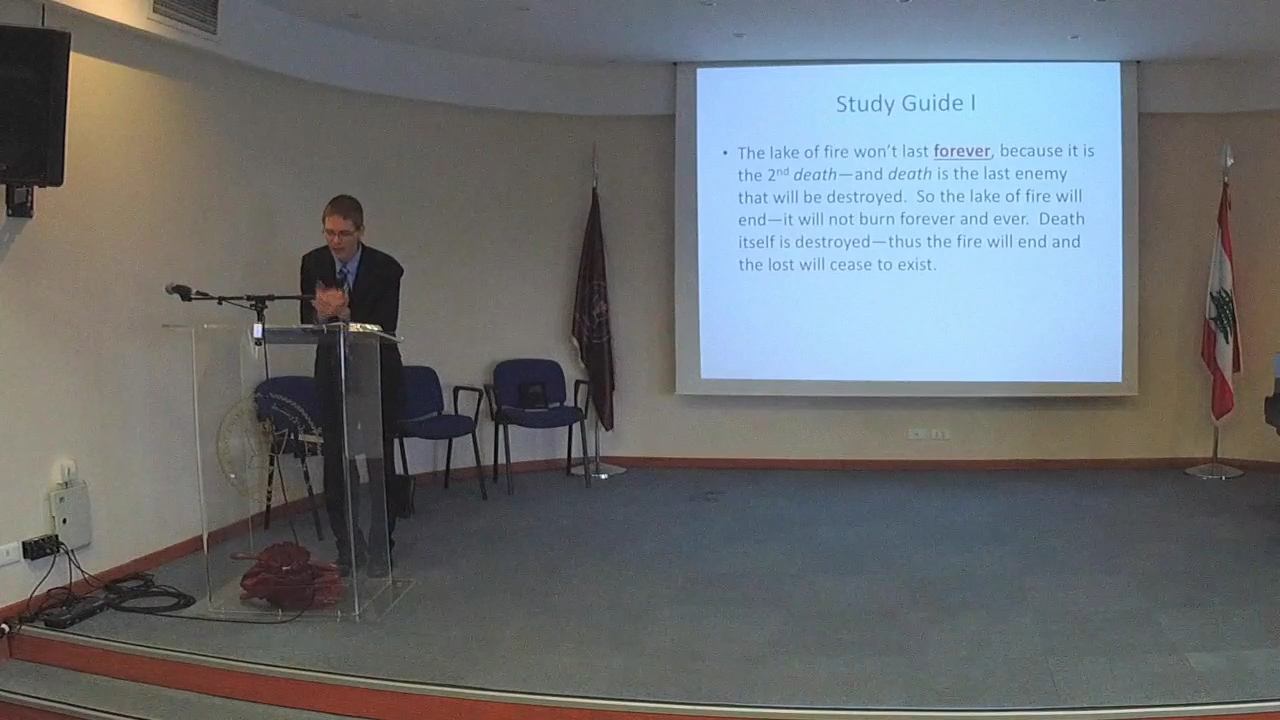 Study Guide I
• The lake of fire won't last forever, because it is
the 2nd death—and death is the last enemy
that will be destroyed.  So the lake of fire will
end—it will not burn forever and ever.  Death
itself is destroyed—thus the fire will end and
the lost will cease to exist.